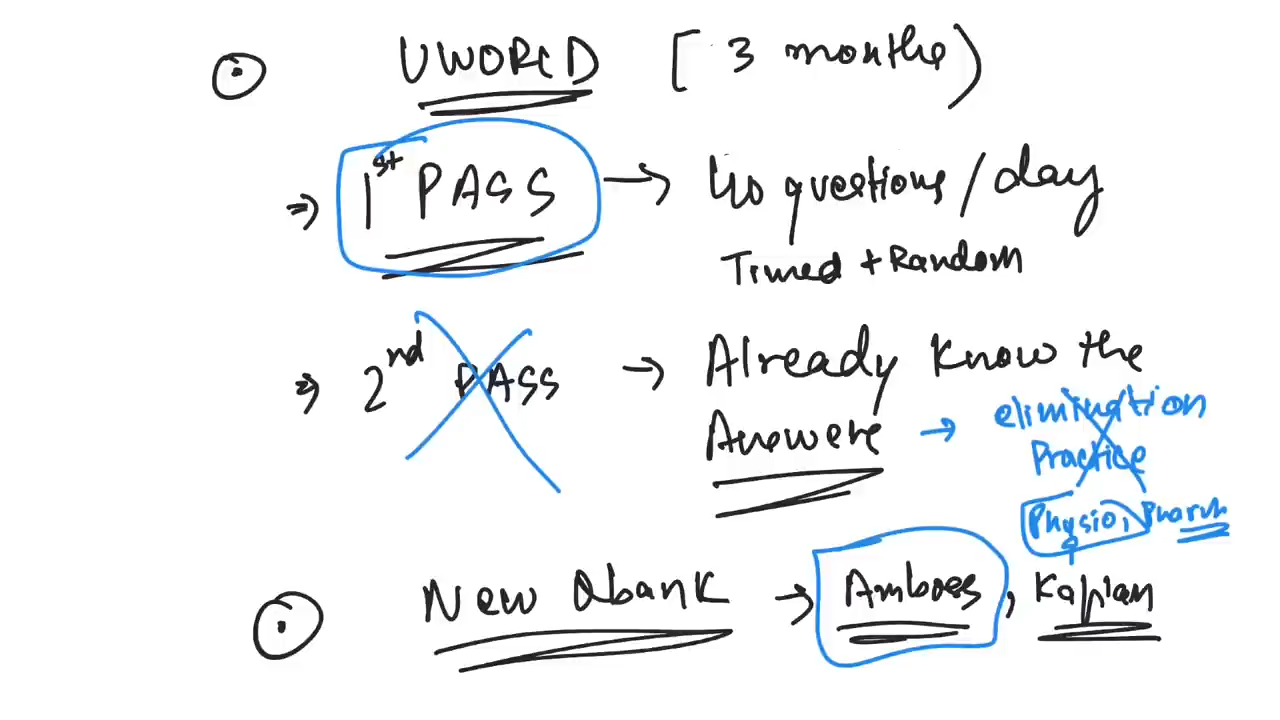 UWORLD [3 months)
⇒ 1st PASS → 40 questions/day
Timed + Random
⇒ 2nd PASS → Already know the
Answers → elimination
Practice
Physio, Pharm
New Qbank → Amboss, Kaplan